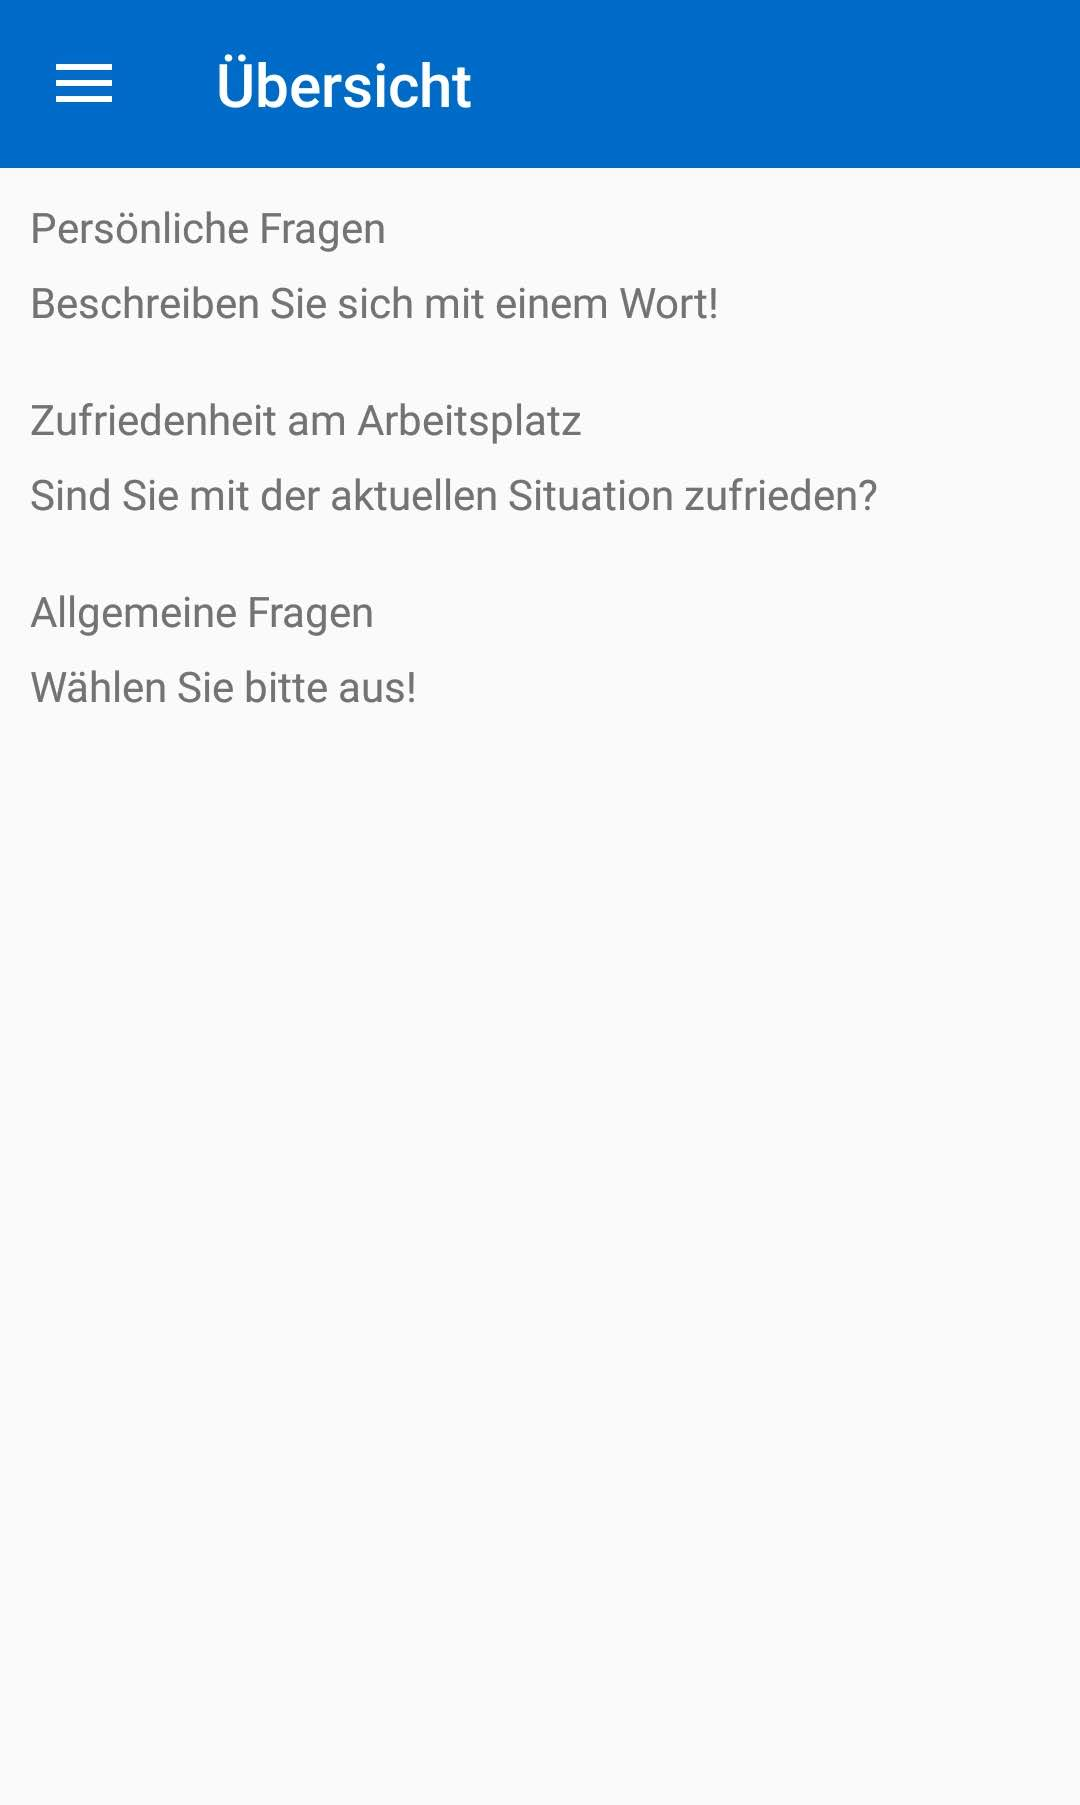 Übersicht
Persönliche Fragen
Beschreiben Sie sich mit einem Wort!
Zufriedenheit am Arbeitsplatz
Sind Sie mit der aktuellen Situation zufrieden?
Allgemeine Fragen
Wählen Sie bitte aus!